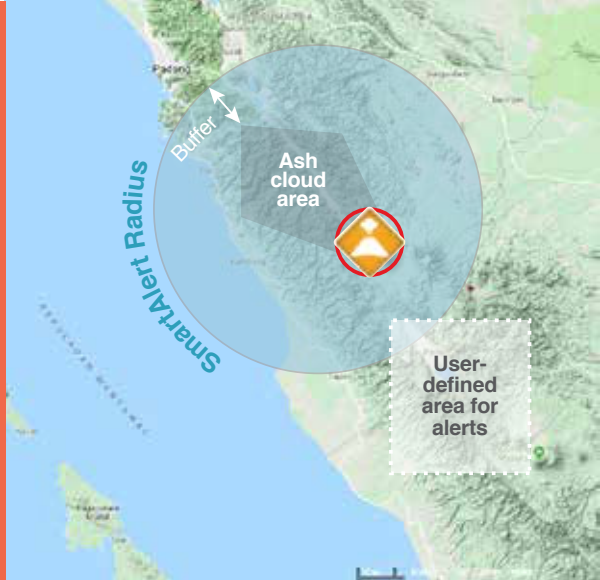 Padang
Buffer
Ash
cloud
area
SmartAlert Radius
User-
defined
area for
alerts